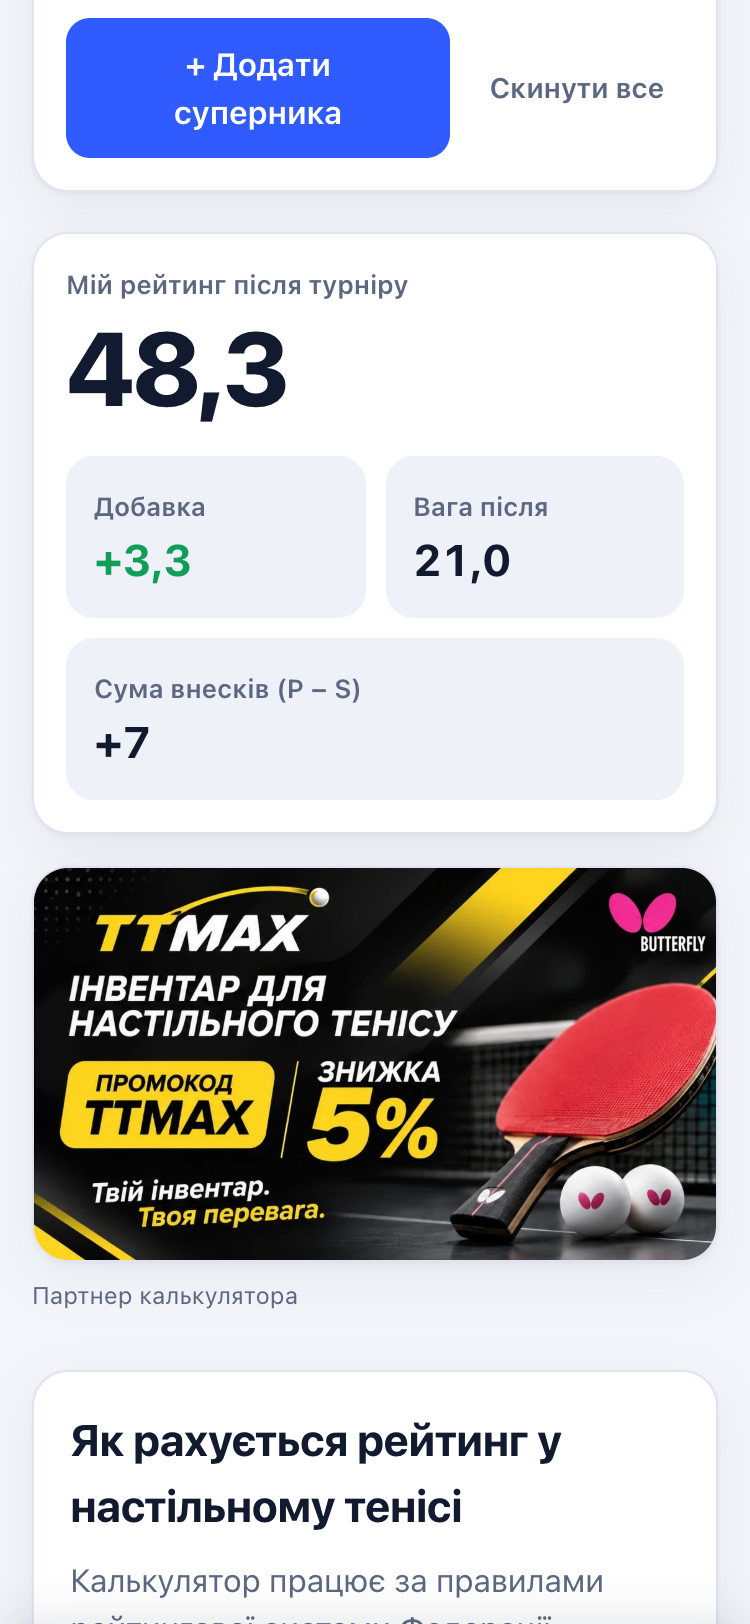 + Додати
суперника
Скинути все
Мій рейтинг після турніру
48,3
Добавка
+3,3
Вага після
21,0
Сума внесків (P − S)
+7
TTMAX
BUTTERFLY
ІНВЕНТАР ДЛЯ
НАСТІЛЬНОГО ТЕНІСУ
ПРОМОКОД
TTMAX
ЗНИЖКА
5%
Твій інвентар.
Твоя перевага.
Партнер калькулятора
Як рахується рейтинг у
настільному тенісі
Калькулятор працює за правилами